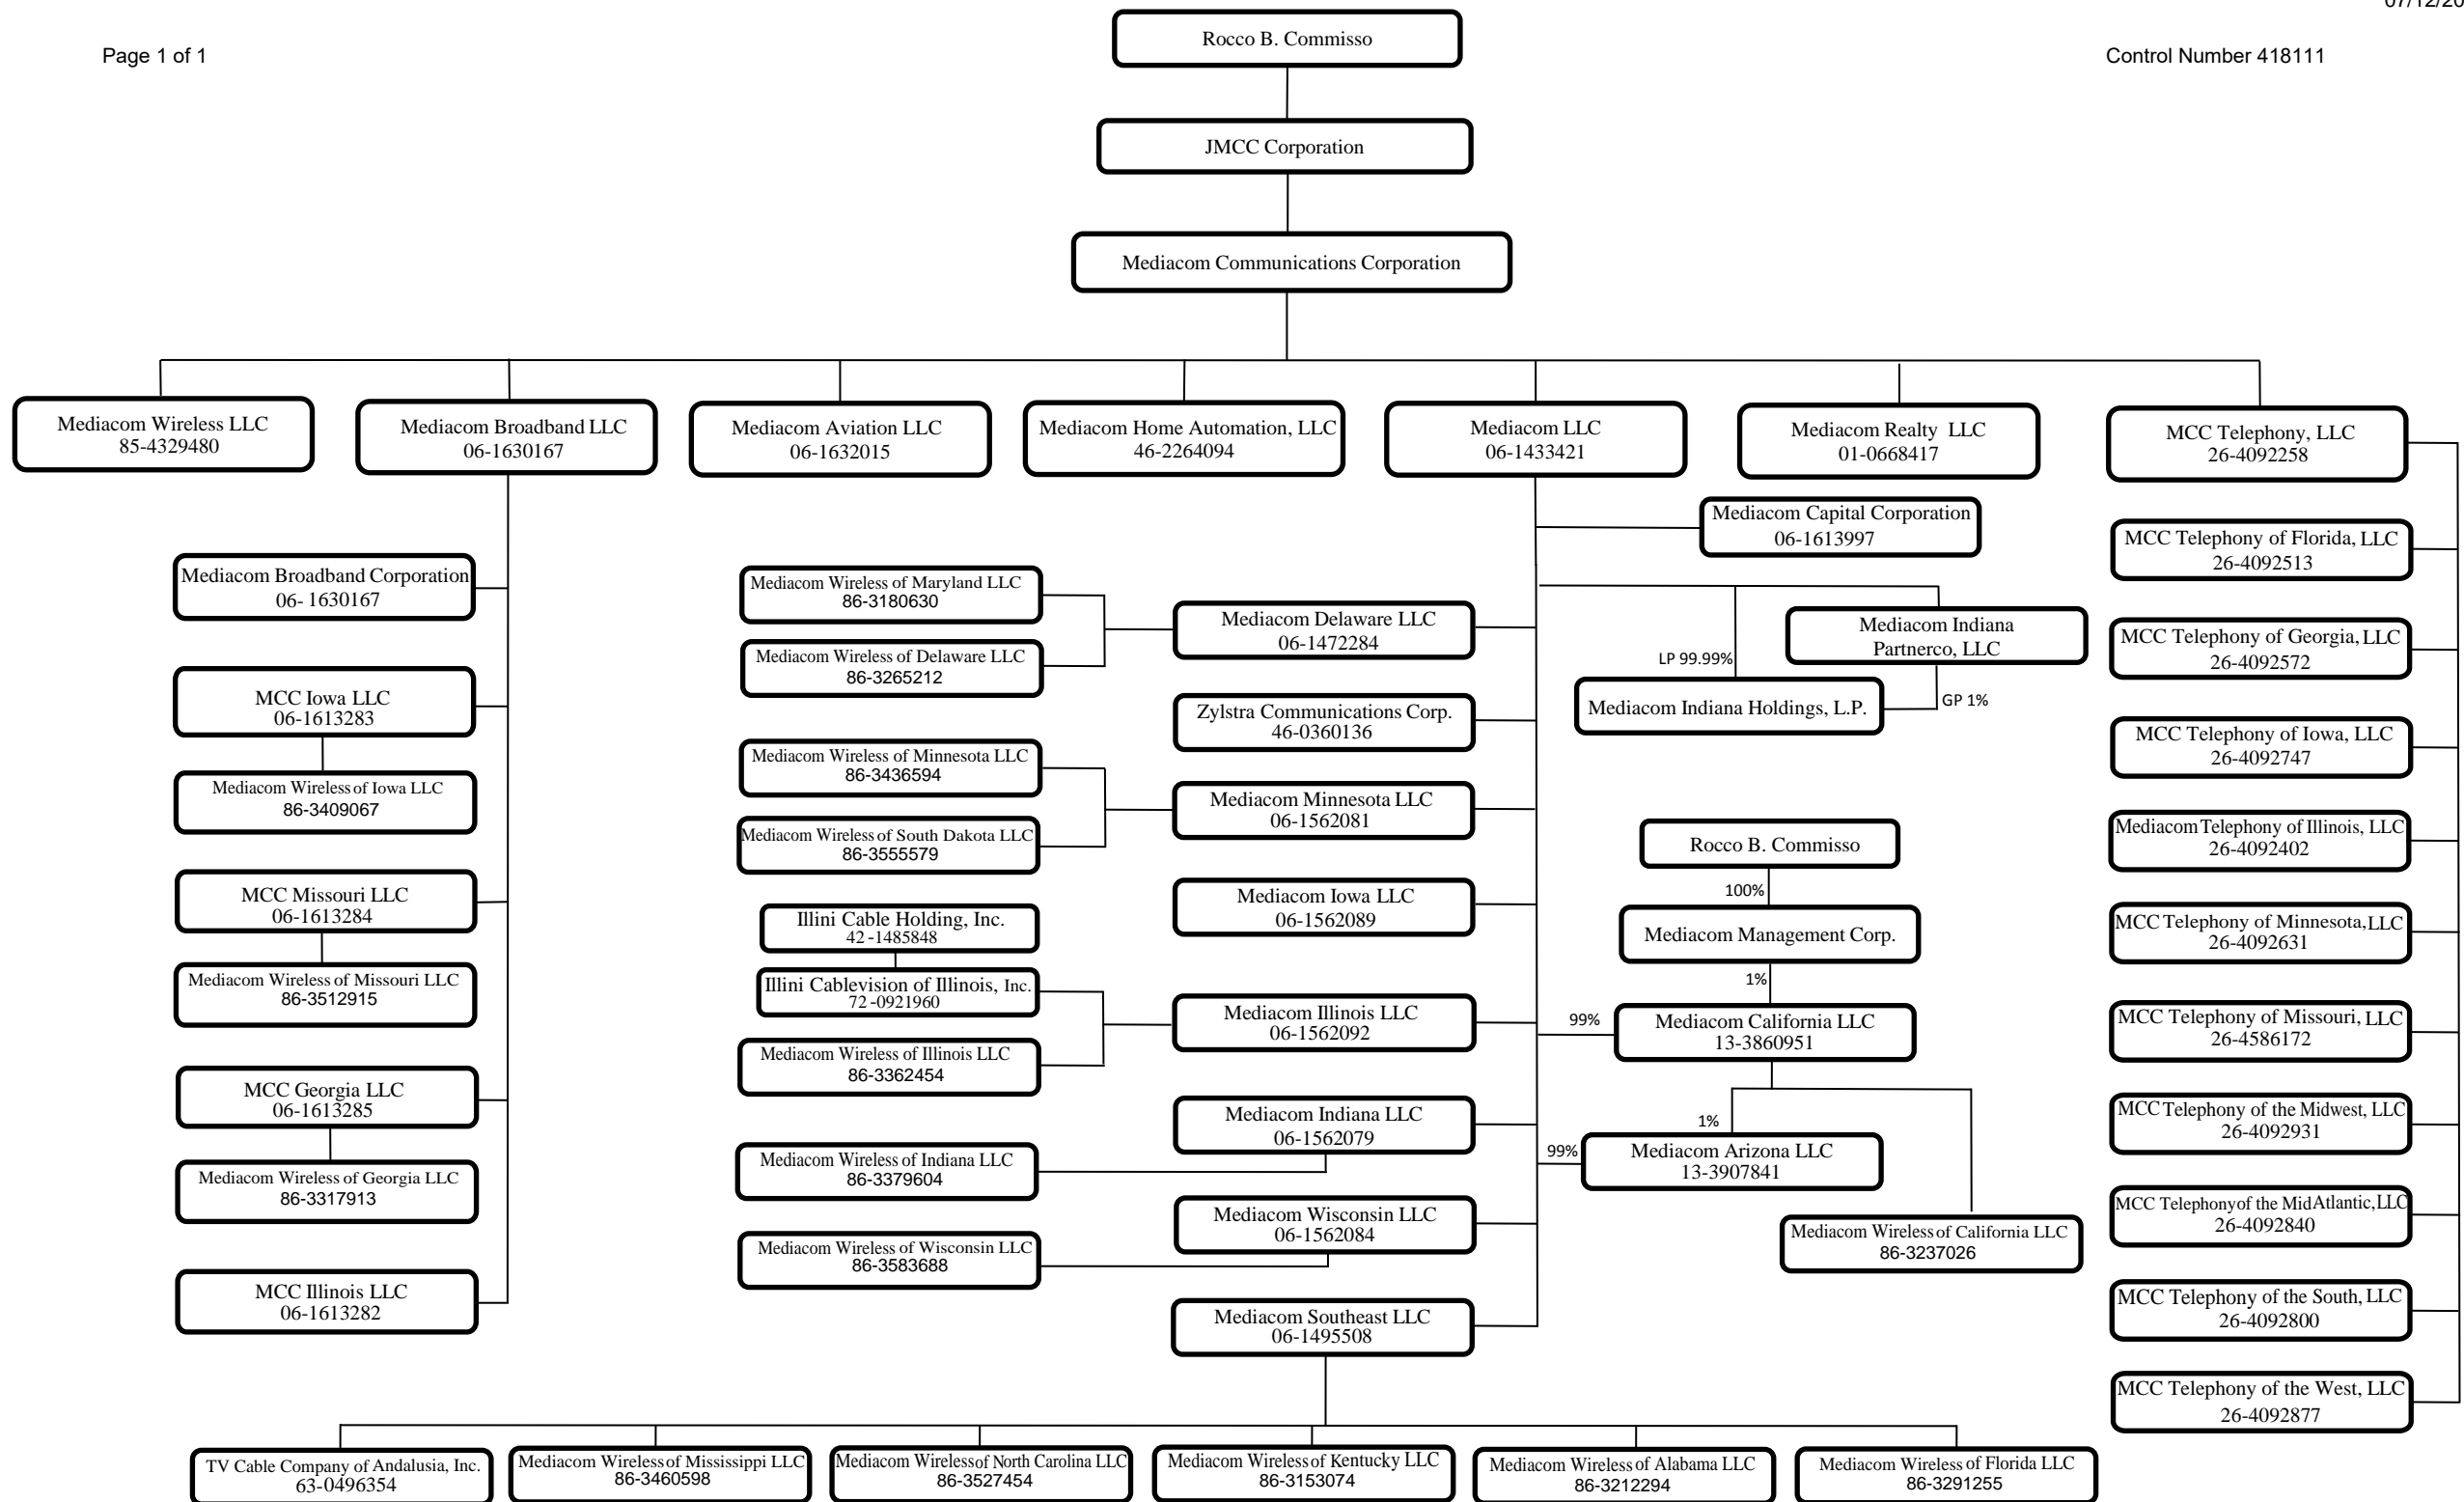 07/12/20
Page 1 of 1
Control Number 418111
Rocco B. Commisso
JMCC Corporation
Mediacom Communications Corporation
Mediacom Wireless LLC
85-4329480
Mediacom Broadband LLC
06-1630167
Mediacom Aviation LLC
06-1632015
Mediacom Home Automation, LLC
46-2264094
Mediacom LLC
06-1433421
Mediacom Realty LLC
01-0668417
MCC Telephony, LLC
26-4092258
Mediacom Broadband Corporation
06- 1630167
MCC Iowa LLC
06-1613283
Mediacom Wireless of Iowa LLC
86-3409067
MCC Missouri LLC
06-1613284
Mediacom Wireless of Missouri LLC
86-3512915
MCC Georgia LLC
06-1613285
Mediacom Wireless of Georgia LLC
86-3317913
MCC Illinois LLC
06-1613282
Mediacom Wireless of Maryland LLC
86-3180630
Mediacom Wireless of Delaware LLC
86-3265212
Mediacom Wireless of Minnesota LLC
86-3436594
Mediacom Wireless of South Dakota LLC
86-3555579
Illini Cable Holding, Inc.
42 -1485848
Illini Cablevision of Illinois, Inc.
72 -0921960
Mediacom Wireless of Illinois LLC
86-3362454
Mediacom Wireless of Indiana LLC
86-3379604
Mediacom Wireless of Wisconsin LLC
86-3583688
Mediacom Delaware LLC
06-1472284
Zylstra Communications Corp.
46-0360136
Mediacom Minnesota LLC
06-1562081
Mediacom Iowa LLC
06-1562089
Mediacom Illinois LLC
06-1562092
Mediacom Indiana LLC
06-1562079
Mediacom Wisconsin LLC
06-1562084
Mediacom Southeast LLC
06-1495508
Mediacom Capital Corporation
06-1613997
Mediacom Indiana
Partnerco, LLC
LP 99.99%
Mediacom Indiana Holdings, L.P.
GP 1%
Rocco B. Commisso
100%
Mediacom Management Corp.
1%
99%
Mediacom California LLC
13-3860951
1%
99%
Mediacom Arizona LLC
13-3907841
Mediacom Wireless of California LLC
86-3237026
MCC Telephony of Florida, LLC
26-4092513
MCC Telephony of Georgia, LLC
26-4092572
MCC Telephony of Iowa, LLC
26-4092747
Mediacom Telephony of Illinois, LLC
26-4092402
MCC Telephony of Minnesota, LLC
26-4092631
MCC Telephony of Missouri, LLC
26-4586172
MCC Telephony of the Midwest, LLC
26-4092931
MCC Telephony of the MidAtlantic, LLC
26-4092840
MCC Telephony of the South, LLC
26-4092800
MCC Telephony of the West, LLC
26-4092877
TV Cable Company of Andalusia, Inc.
63-0496354
Mediacom Wireless of Mississippi LLC
86-3460598
Mediacom Wireless of North Carolina LLC
86-3527454
Mediacom Wireless of Kentucky LLC
86-3153074
Mediacom Wireless of Alabama LLC
86-3212294
Mediacom Wireless of Florida LLC
86-3291255